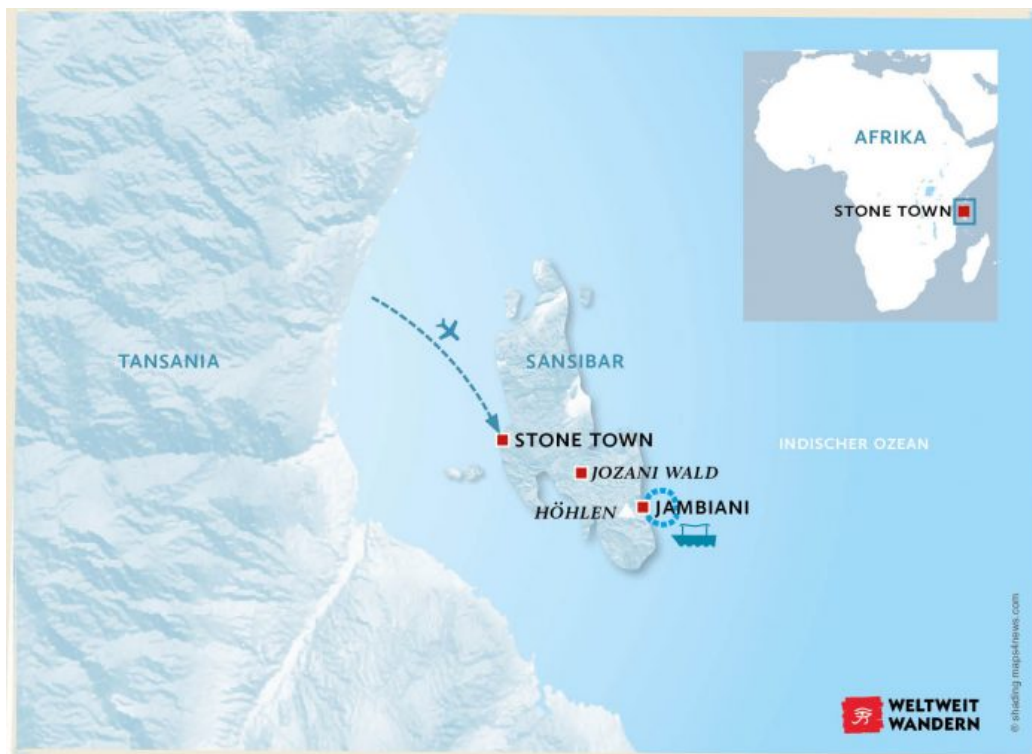 AFRIKA
STONE TOWN
TANSANIA
SANSIBAR
STONE TOWN
INDISCHER OZEAN
JOZANI WALD
HÖHLEN
JAMBIANI
© shading maps4news.com
WELTWEIT
WANDERN